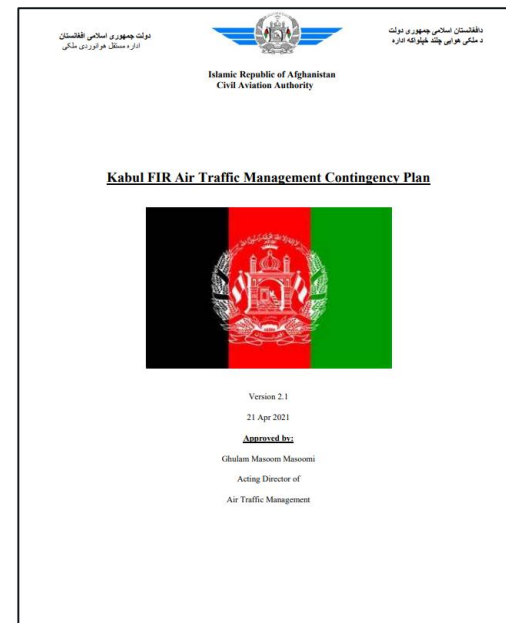 دولت جمهوری اسلامی افغانستان
اداره مستقل هوانوردی ملکی
دافغانستان اسلامی جمهوری دولت
د ملکی هوايی چلند خپلواکه اداره
Islamic Republic of Afghanistan
Civil Aviation Authority
Kabul FIR Air Traffic Management Contingency Plan
Version 2.1
21 Apr 2021
Approved by:
Ghulam Masoom Masoomi
Acting Director of
Air Traffic Management